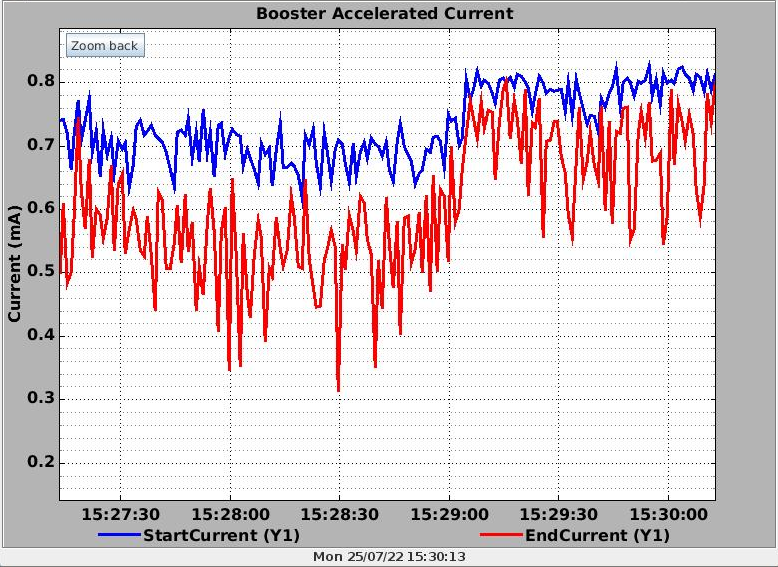 Booster Accelerated Current
Zoom back
0.8
0.7
0.6
0.5
0.4
0.3
0.2
Current (mA)
15:27:30 15:28:00 15:28:30 15:29:00 15:29:30 15:30:00
StartCurrent (Y1) EndCurrent (Y1)
Mon 25/07/22 15:30:13